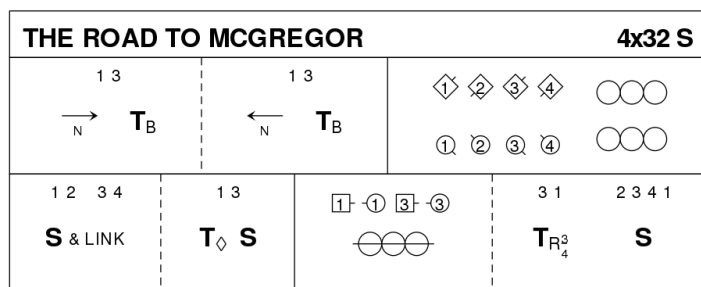 THE ROAD TO MCGREGOR 4x32 S
1 3 1 3
N T B N T B
1 2 3 4
1 2 3 4
1 2 3 4 1 3 3 1 2 3 4 1
1 1 3 3
S & LINK T S T R 3 4 S